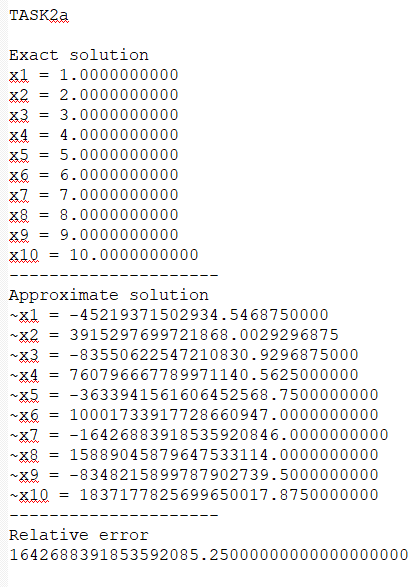 TASK2a
Exact solution
x1 = 1.0000000000
x2 = 2.0000000000
x3 = 3.0000000000
x4 = 4.0000000000
x5 = 5.0000000000
x6 = 6.0000000000
x7 = 7.0000000000
x8 = 8.0000000000
x9 = 9.0000000000
x10 = 10.0000000000
---------------------
Approximate solution
~x1 = -45219371502934.5468750000
~x2 = 3915297699721868.0029296875
~x3 = -83550622547210830.9296875000
~x4 = 760796667789971140.5625000000
~x5 = -3633941561606452568.7500000000
~x6 = 10001733917728660947.0000000000
~x7 = -16426883918535920846.0000000000
~x8 = 15889045879647533114.0000000000
~x9 = -8348215899787902739.5000000000
~x10 = 1837177825699650017.8750000000
---------------------
Relative error
1642688391853592085.25000000000000000000